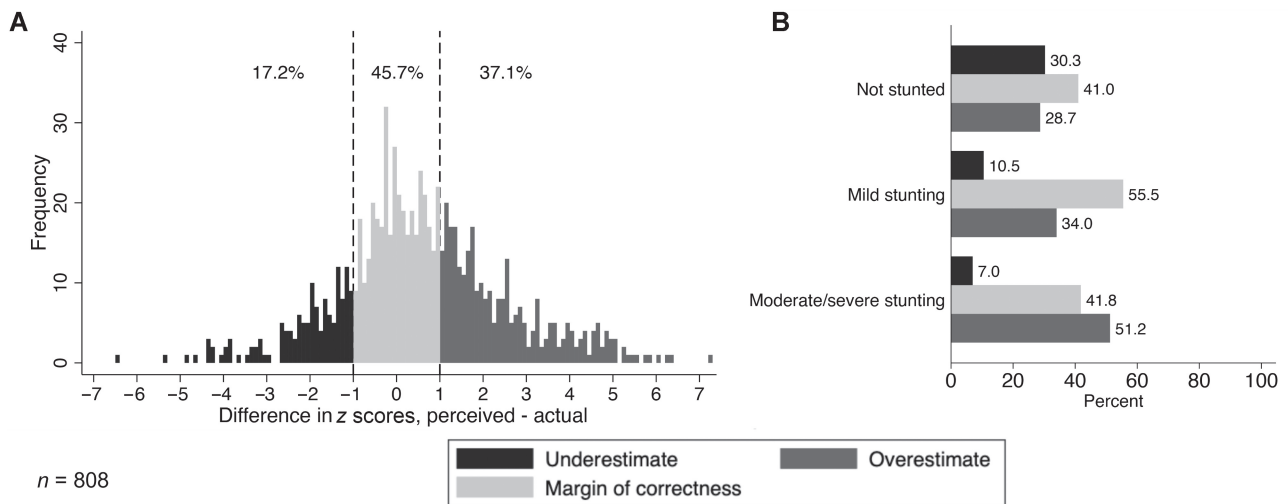 A
B
17.2% 45.7% 37.1%
40
30
20
10
0
Frequency
−7 −6 −5 −4 −3 −2 −1 0 1 2 3 4 5 6 7
Difference in z scores, perceived - actual
Not stunted
30.3
41.0
28.7
Mild stunting
10.5
55.5
34.0
Moderate/severe stunting
7.0
41.8
51.2
0 20 40 60 80 100
Percent
n = 808
Underestimate
Overestimate
Margin of correctness